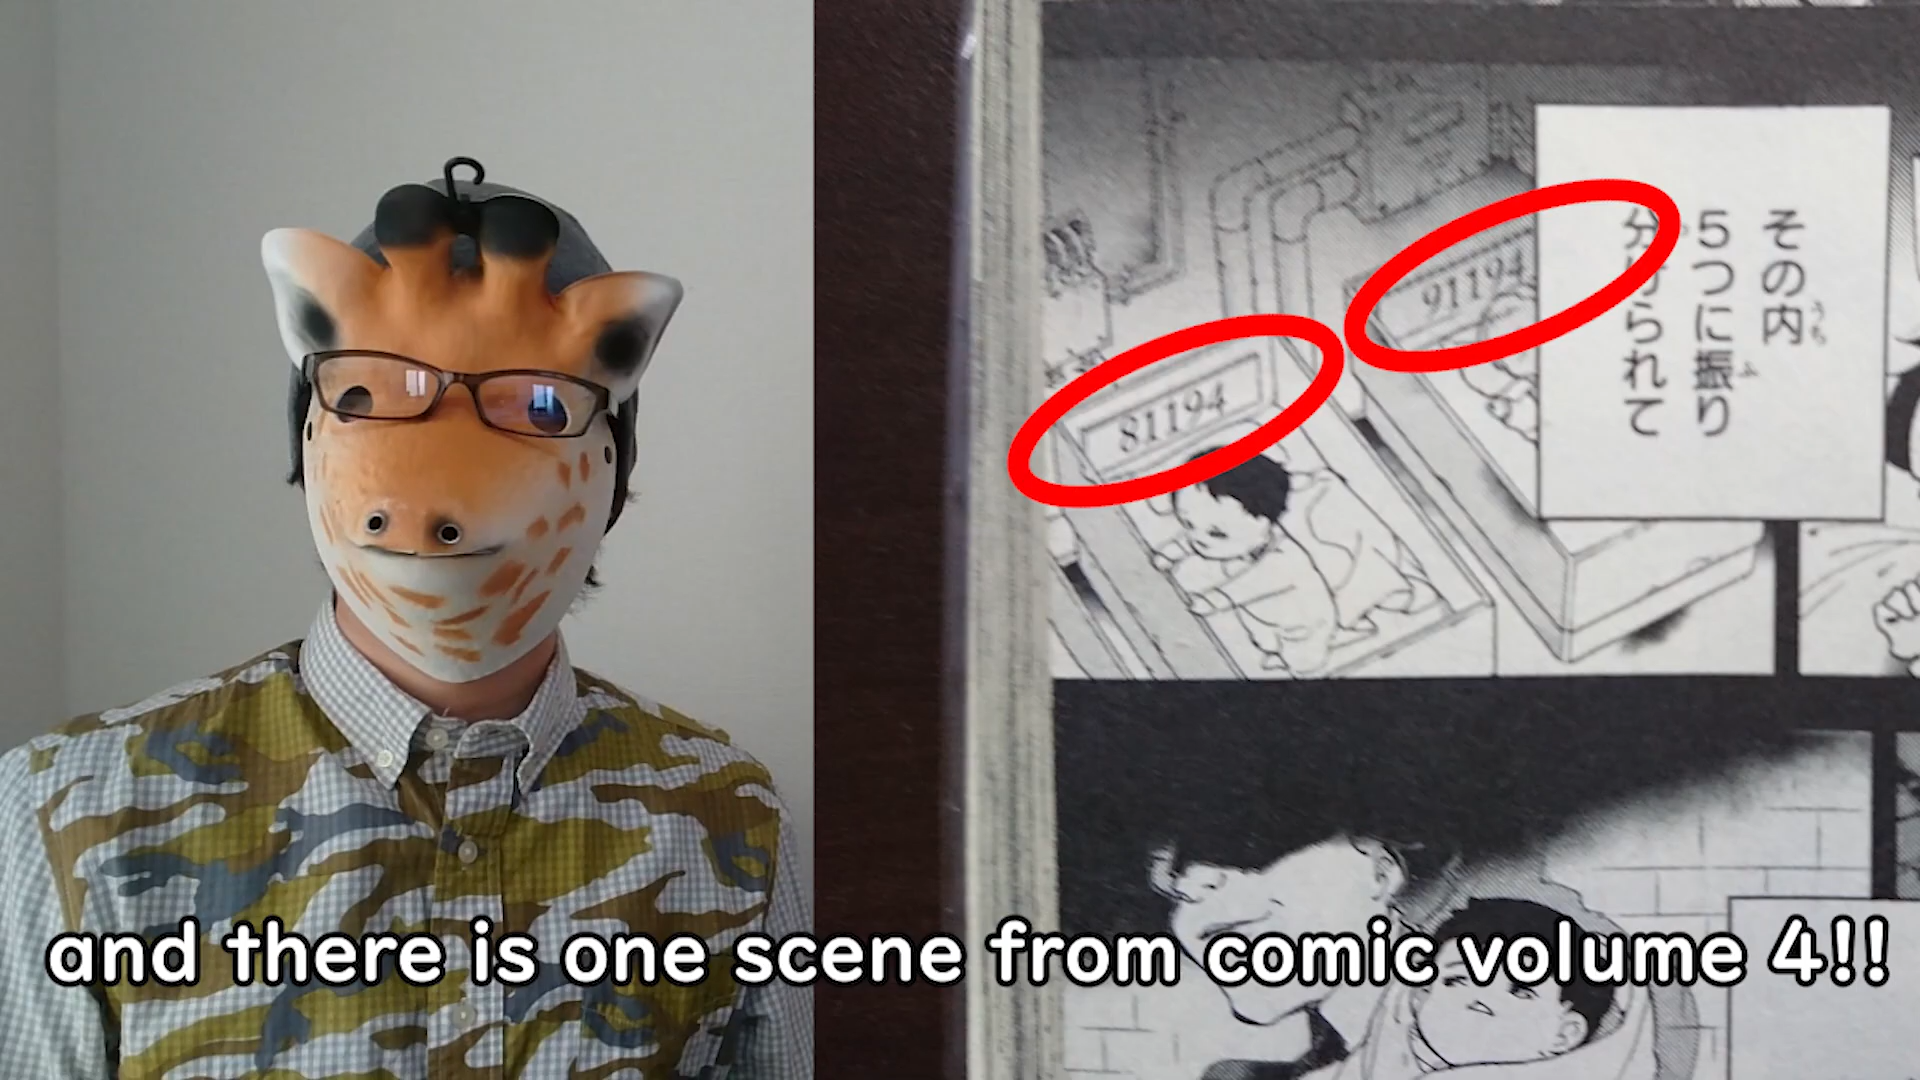 その内
5つに振り
分けられて
81194
91194
and there is one scene from comic volume 4!!